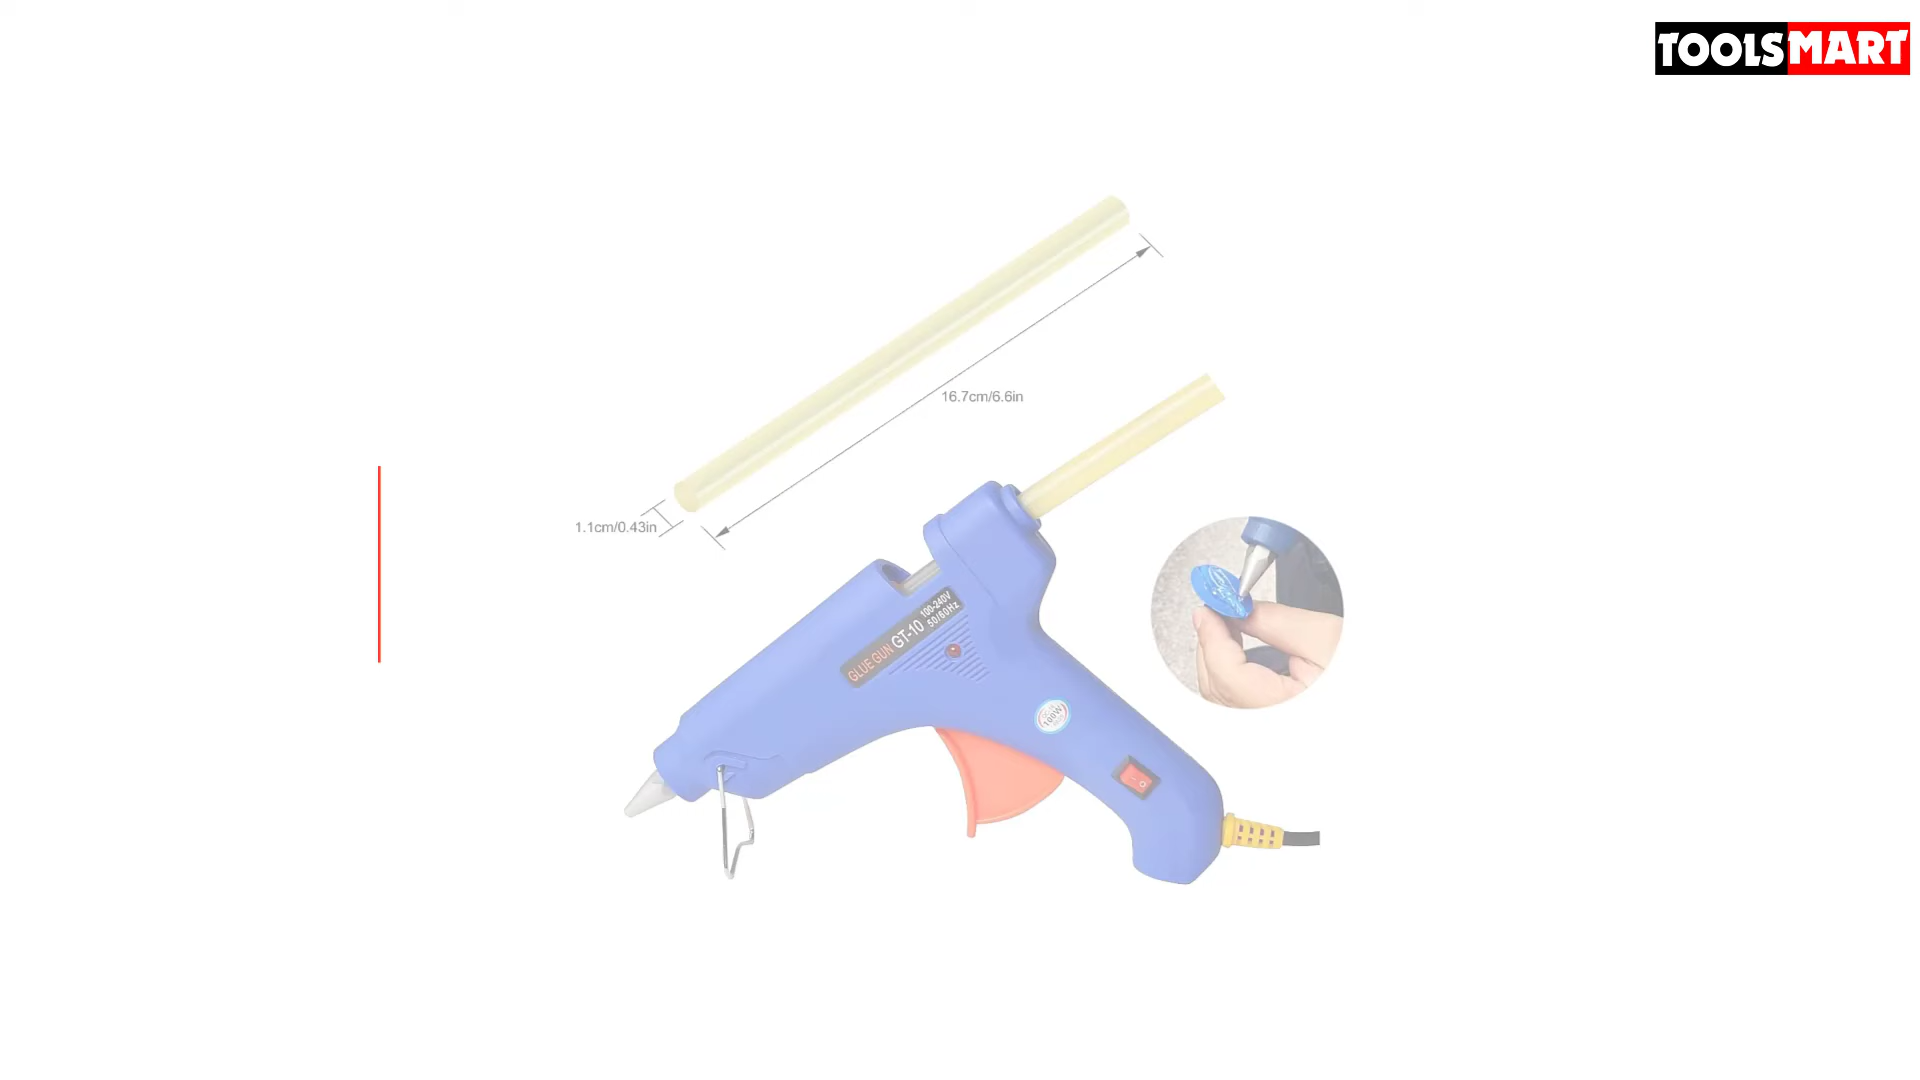 TOOLSMART
16.7cm/6.6in
1.1cm/0.43in
GLUE GUN GT-10 100-240V
50/60Hz
100W